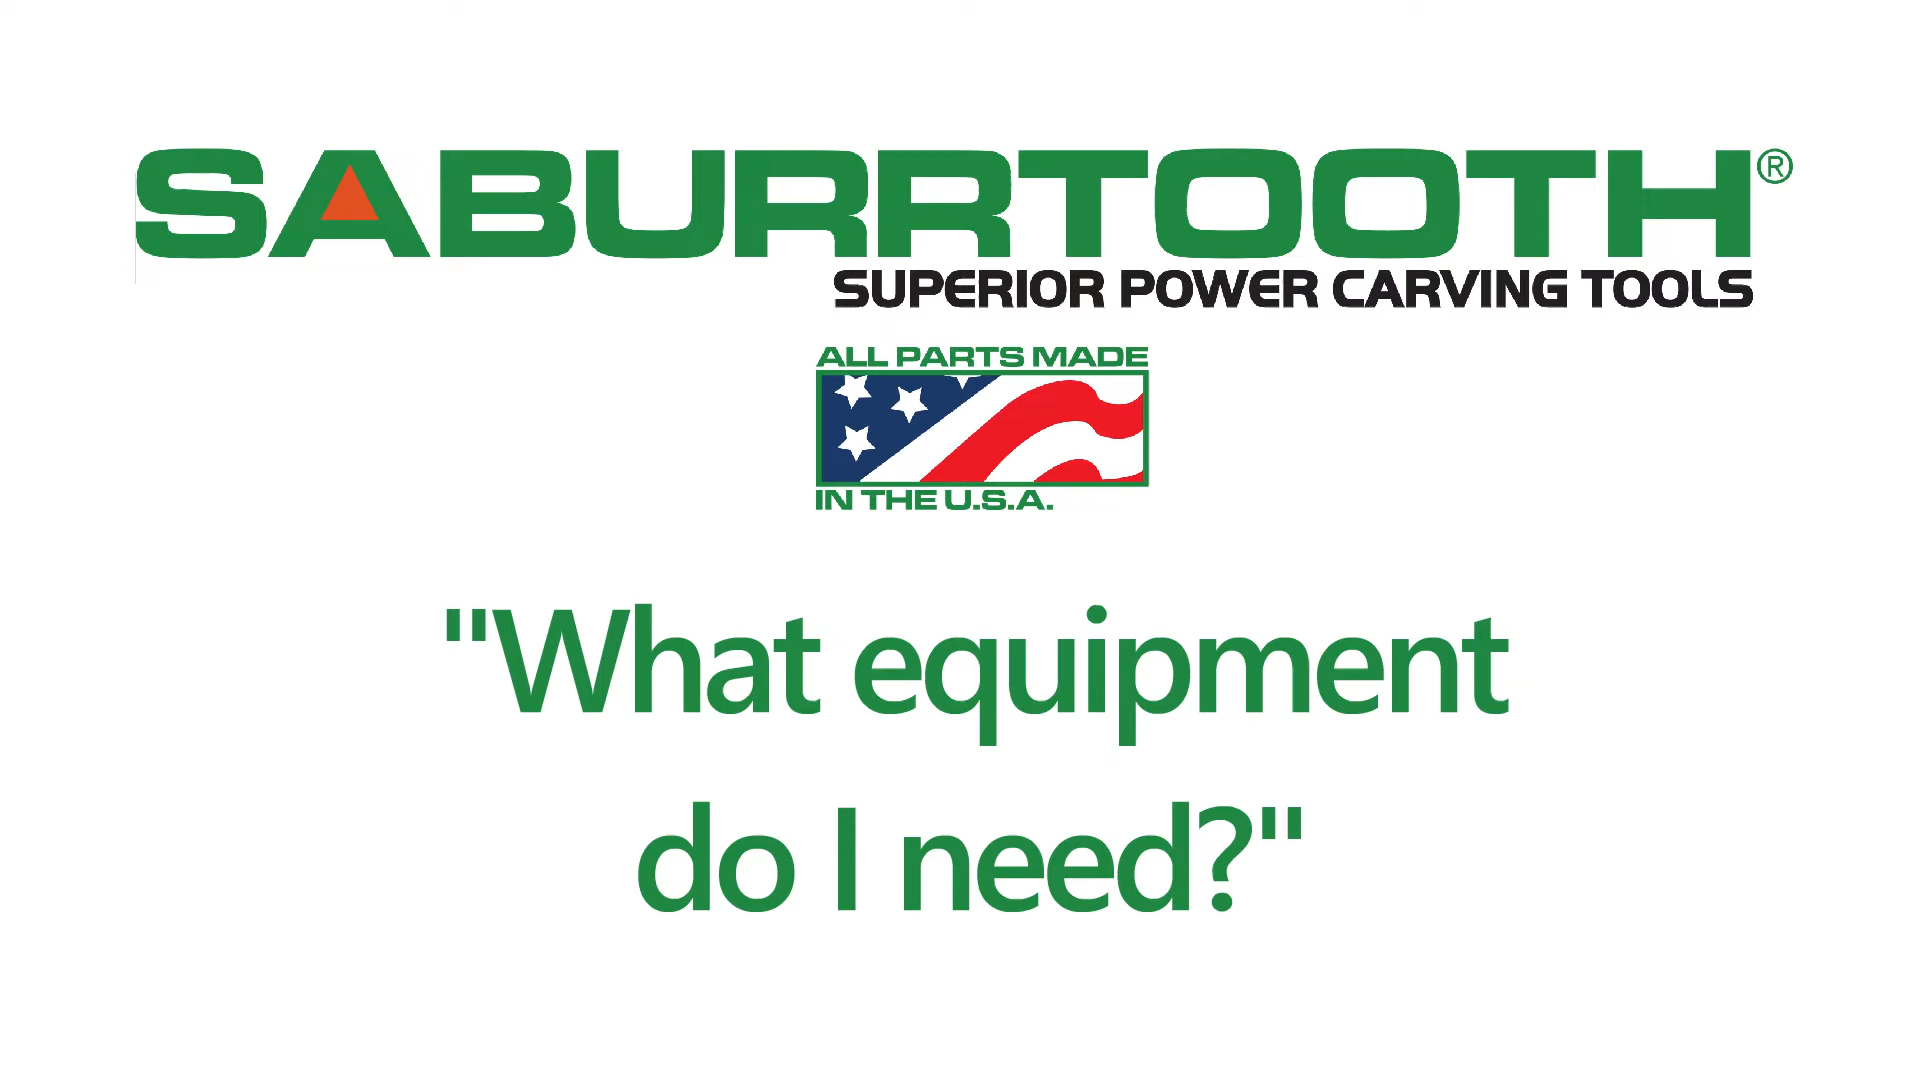 SABURRTOOTH®
SUPERIOR POWER CARVING TOOLS
ALL PARTS MADE
IN THE U.S.A.
"What equipment
do I need?"